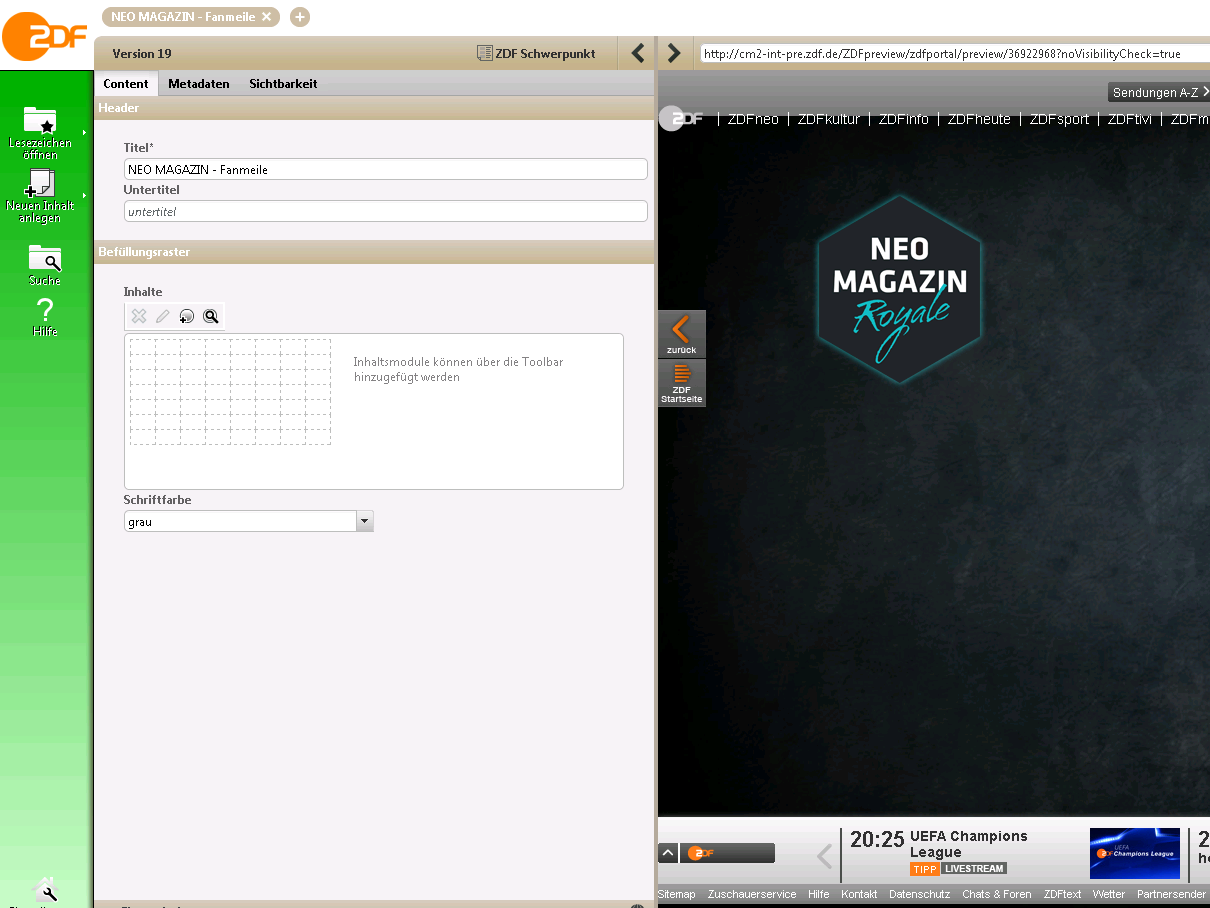 NEO MAGAZIN - Fanmeile
ZDF
Version 19
ZDF Schwerpunkt
http://cm2-int-pre.zdf.de/ZDFpreview/zdfportal/preview/36922968?noVisibilityCheck=true
Content Metadaten Sichtbarkeit
Header
Titel*
NEO MAGAZIN - Fanmeile
Untertitel
untertitel
Befüllungsraster
Inhalte
Inhaltsmodule können über die Toolbar
hinzugefügt werden
Schriftfarbe
grau
Lesezeichen
öffnen
Neuen Inhalt
anlegen
Suche
Hilfe
Sendungen A-Z
ZDF | ZDFneo | ZDFkultur | ZDFinfo | ZDFheute | ZDFsport | ZDFtivi | ZDFm
NEO
MAGAZIN
Royale
zurück
ZDF
Startseite
ZDF
20:25 UEFA Champions
League
TIPP LIVESTREAM
UEFA
ZDF Champions League
2
h
Sitemap Zuschauerservice Hilfe Kontakt Datenschutz Chats & Foren ZDFtext Wetter Partnersender